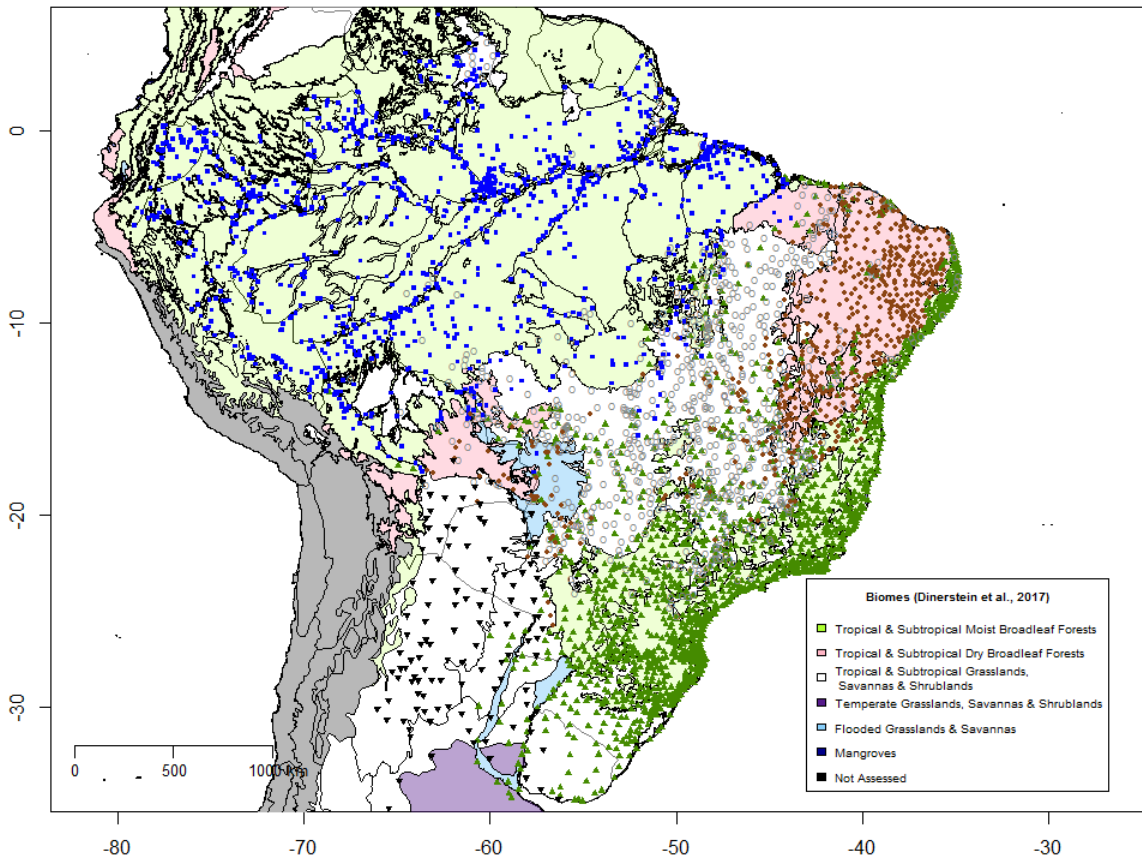 0
-10
-20
-30
0
500
1000 km
Biomes (Dinerstein et al., 2017)
Tropical & Subtropical Moist Broadleaf Forests
Tropical & Subtropical Dry Broadleaf Forests
Tropical & Subtropical Grasslands,
Savannas & Shrublands
Temperate Grasslands, Savannas & Shrublands
Flooded Grasslands & Savannas
Mangroves
Not Assessed
-80
-70
-60
-50
-40
-30